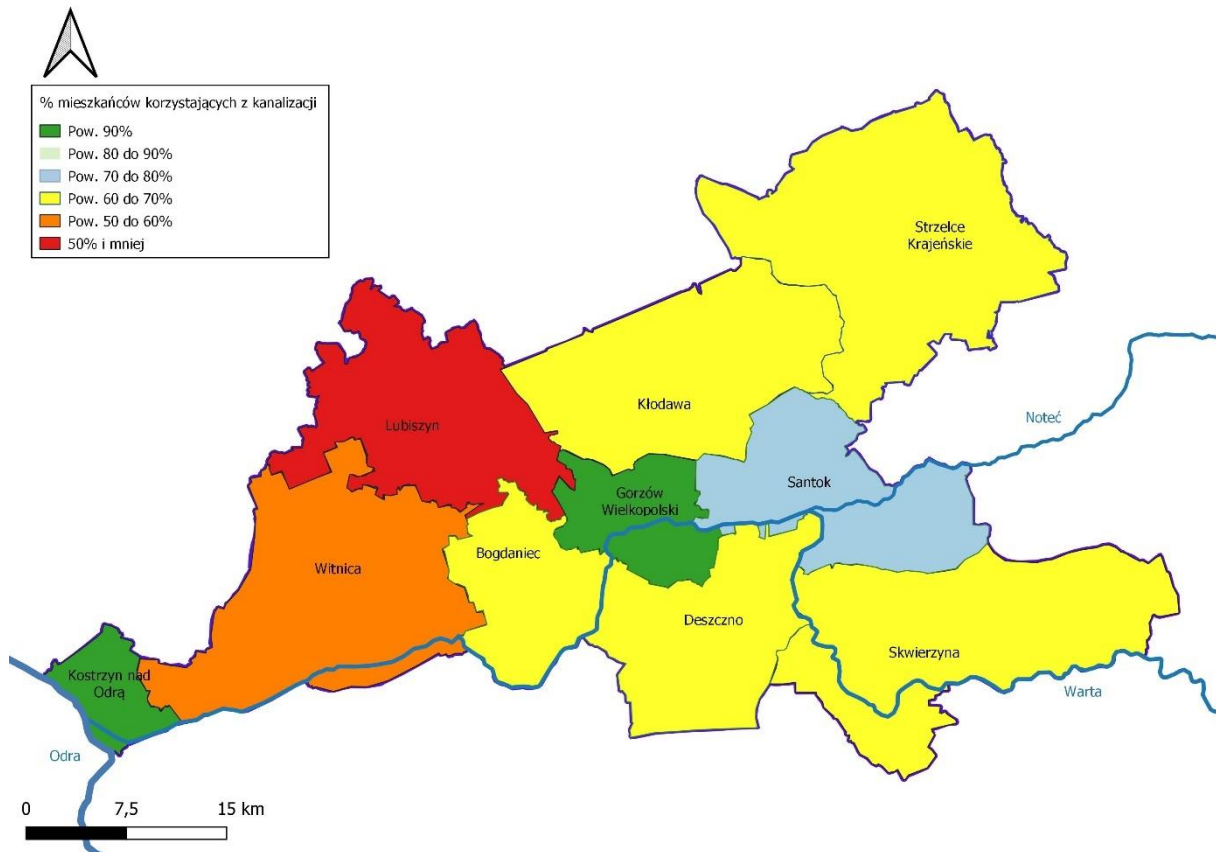 % mieszkańców korzystających z kanalizacji
Pow. 90%
Pow. 80 do 90%
Pow. 70 do 80%
Pow. 60 do 70%
Pow. 50 do 60%
50% i mniej
Strzelce
Krajeńskie
Kłodawa
Noteć
Lubiszyn
Santok
Gorzów
Wielkopolski
Bogdaniec
Witnica
Deszczno
Skwierzyna
Kostrzyn nad
Odrą
Warta
Odra
0 7,5 15 km